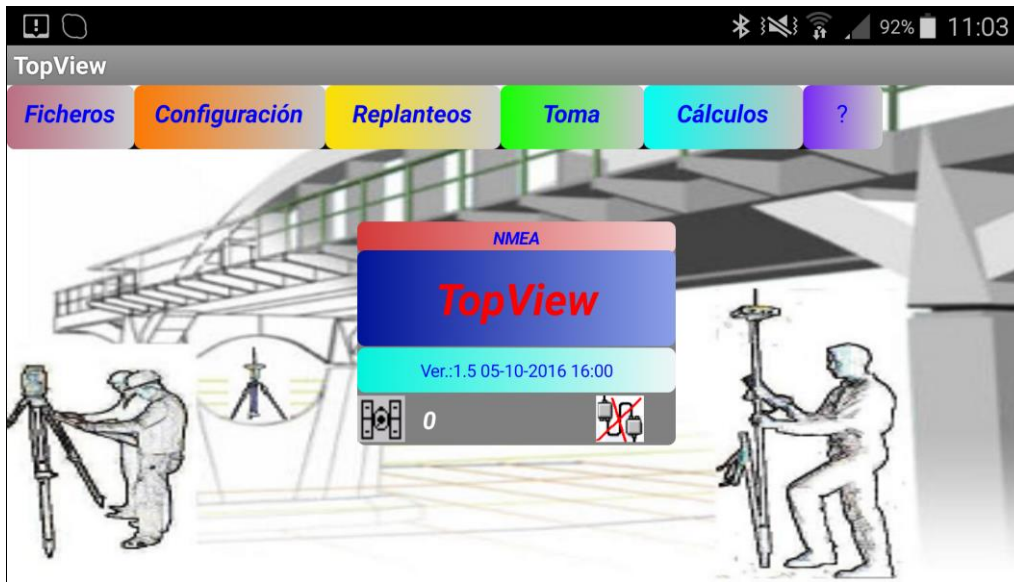 92% 11:03
TopView
Ficheros Configuración Replanteos Toma Cálculos ?
NMEA
TopView
Ver.:1.5 05-10-2016 16:00
0